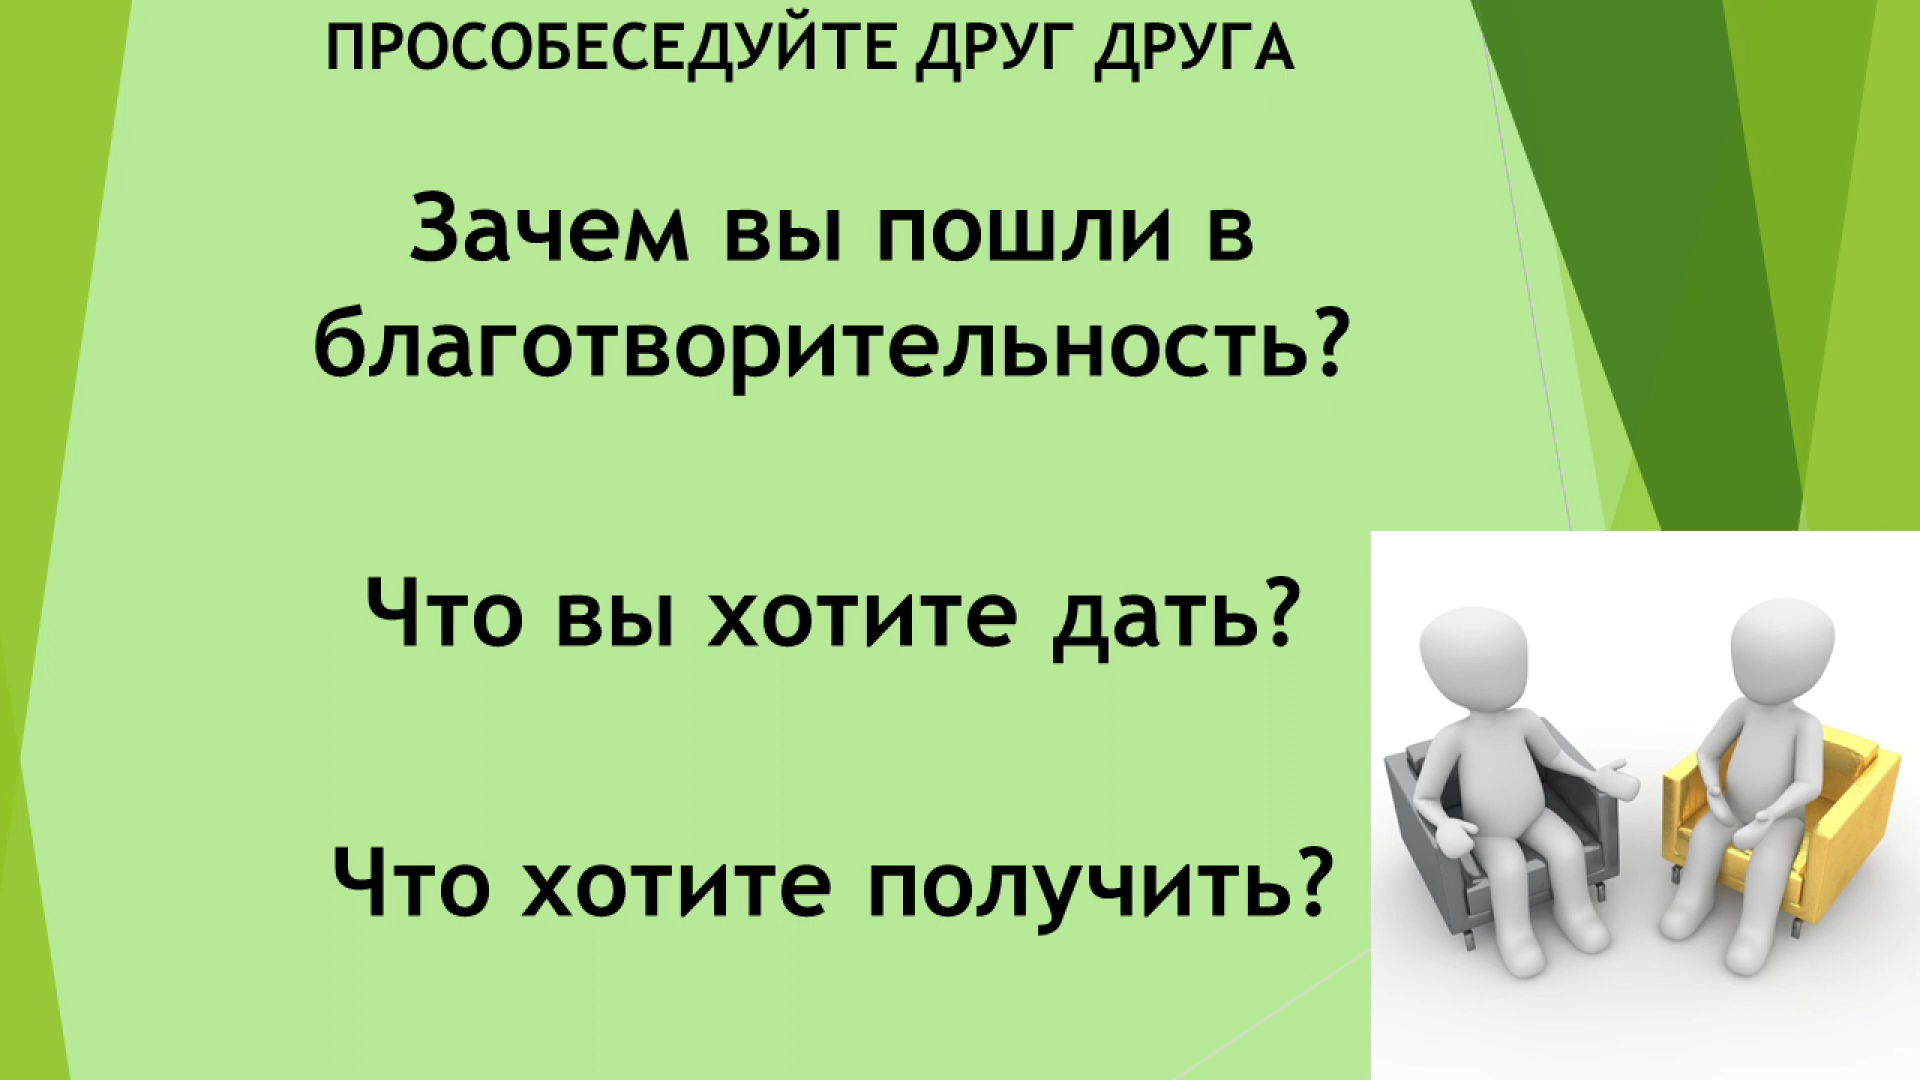 ПРОСОБЕСЕДУЙТЕ ДРУГ ДРУГА
Зачем вы пошли в
благотворительность?
Что вы хотите дать?
Что хотите получить?